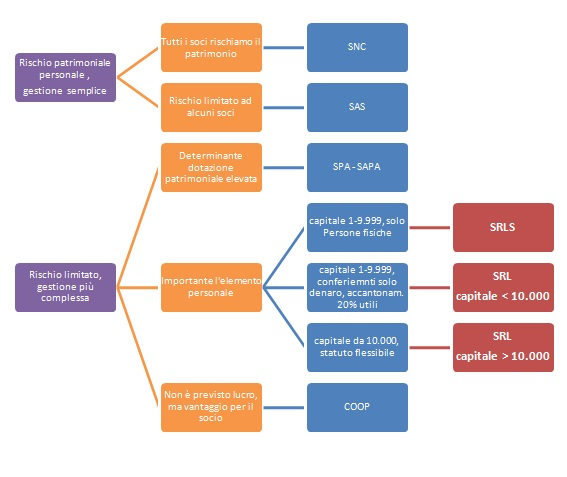 Rischio patrimoniale
personale ,
gestione semplice
Tutti i soci rischiamo il
patrimonio
SNC
Rischio limitato ad
alcuni soci
SAS
Rischio limitato,
gestione più
complessa
Determinante
dotazione
patrimoniale elevata
SPA - SAPA
Importante l'elemento
personale
capitale 1-9.999, solo
Persone fisiche
SRLS
capitale 1-9.999,
conferiemnti solo
denaro, accantonam.
20% utili
SRL
capitale < 10.000
capitale da 10.000,
statuto flessibile
SRL
capitale > 10.000
Non è previsto lucro,
ma vantaggio per il
socio
COOP